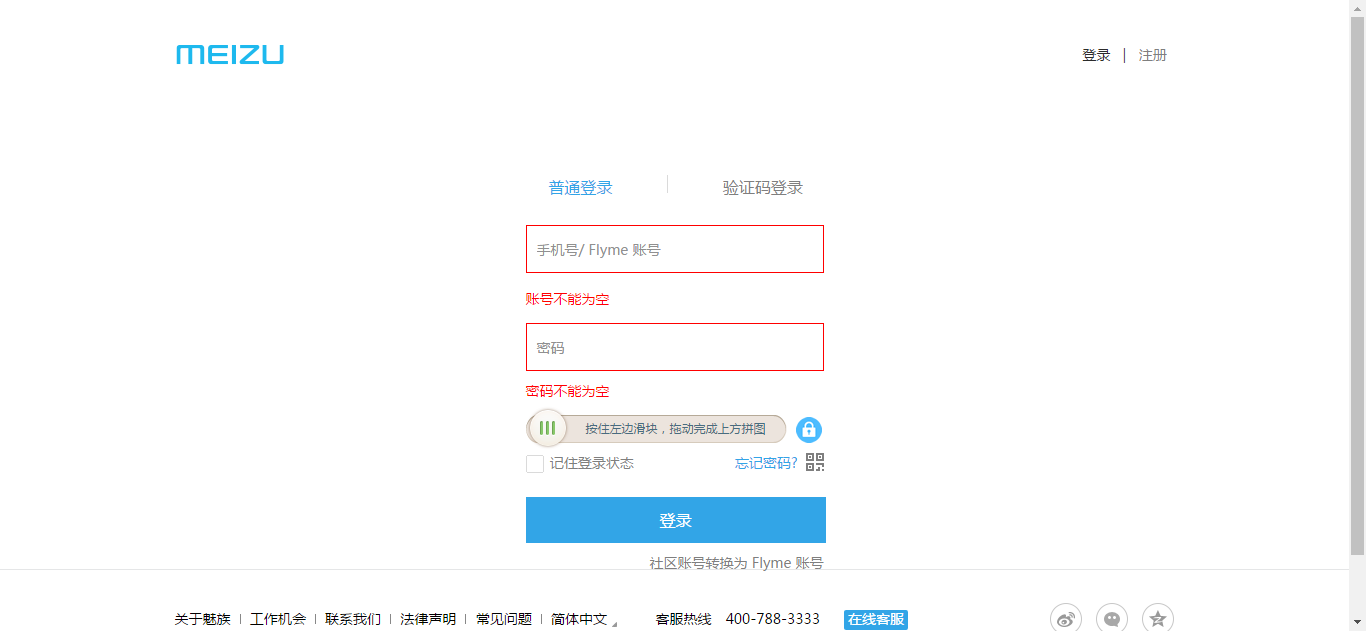 MEIZU
登录 | 注册
普通登录
验证码登录
手机号/ Flyme 账号
账号不能为空
密码
密码不能为空
按住左边滑块，拖动完成上方拼图
记住登录状态 忘记密码?
登录
社区账号转换为 Flyme 账号
关于魅族 | 工作机会 | 联系我们 | 法律声明 | 常见问题 | 简体中文 客服热线 400-788-3333 在线客服